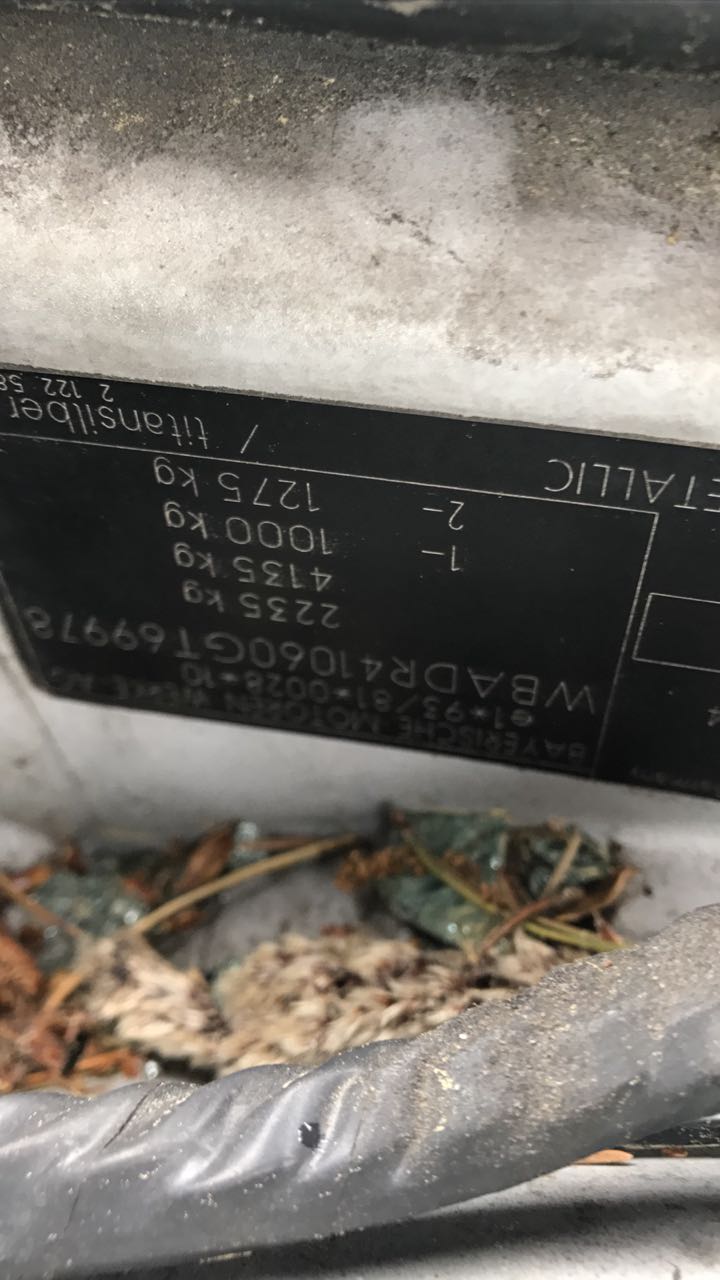 BAYERISCHE MOTOREN WERKE AG
e1*93/81*0028*10
WBADR41060GT69978
2235 kg
4135 kg
1- 1000 kg
2- 1275 kg
ETALLIC / titansilber
2 122 58